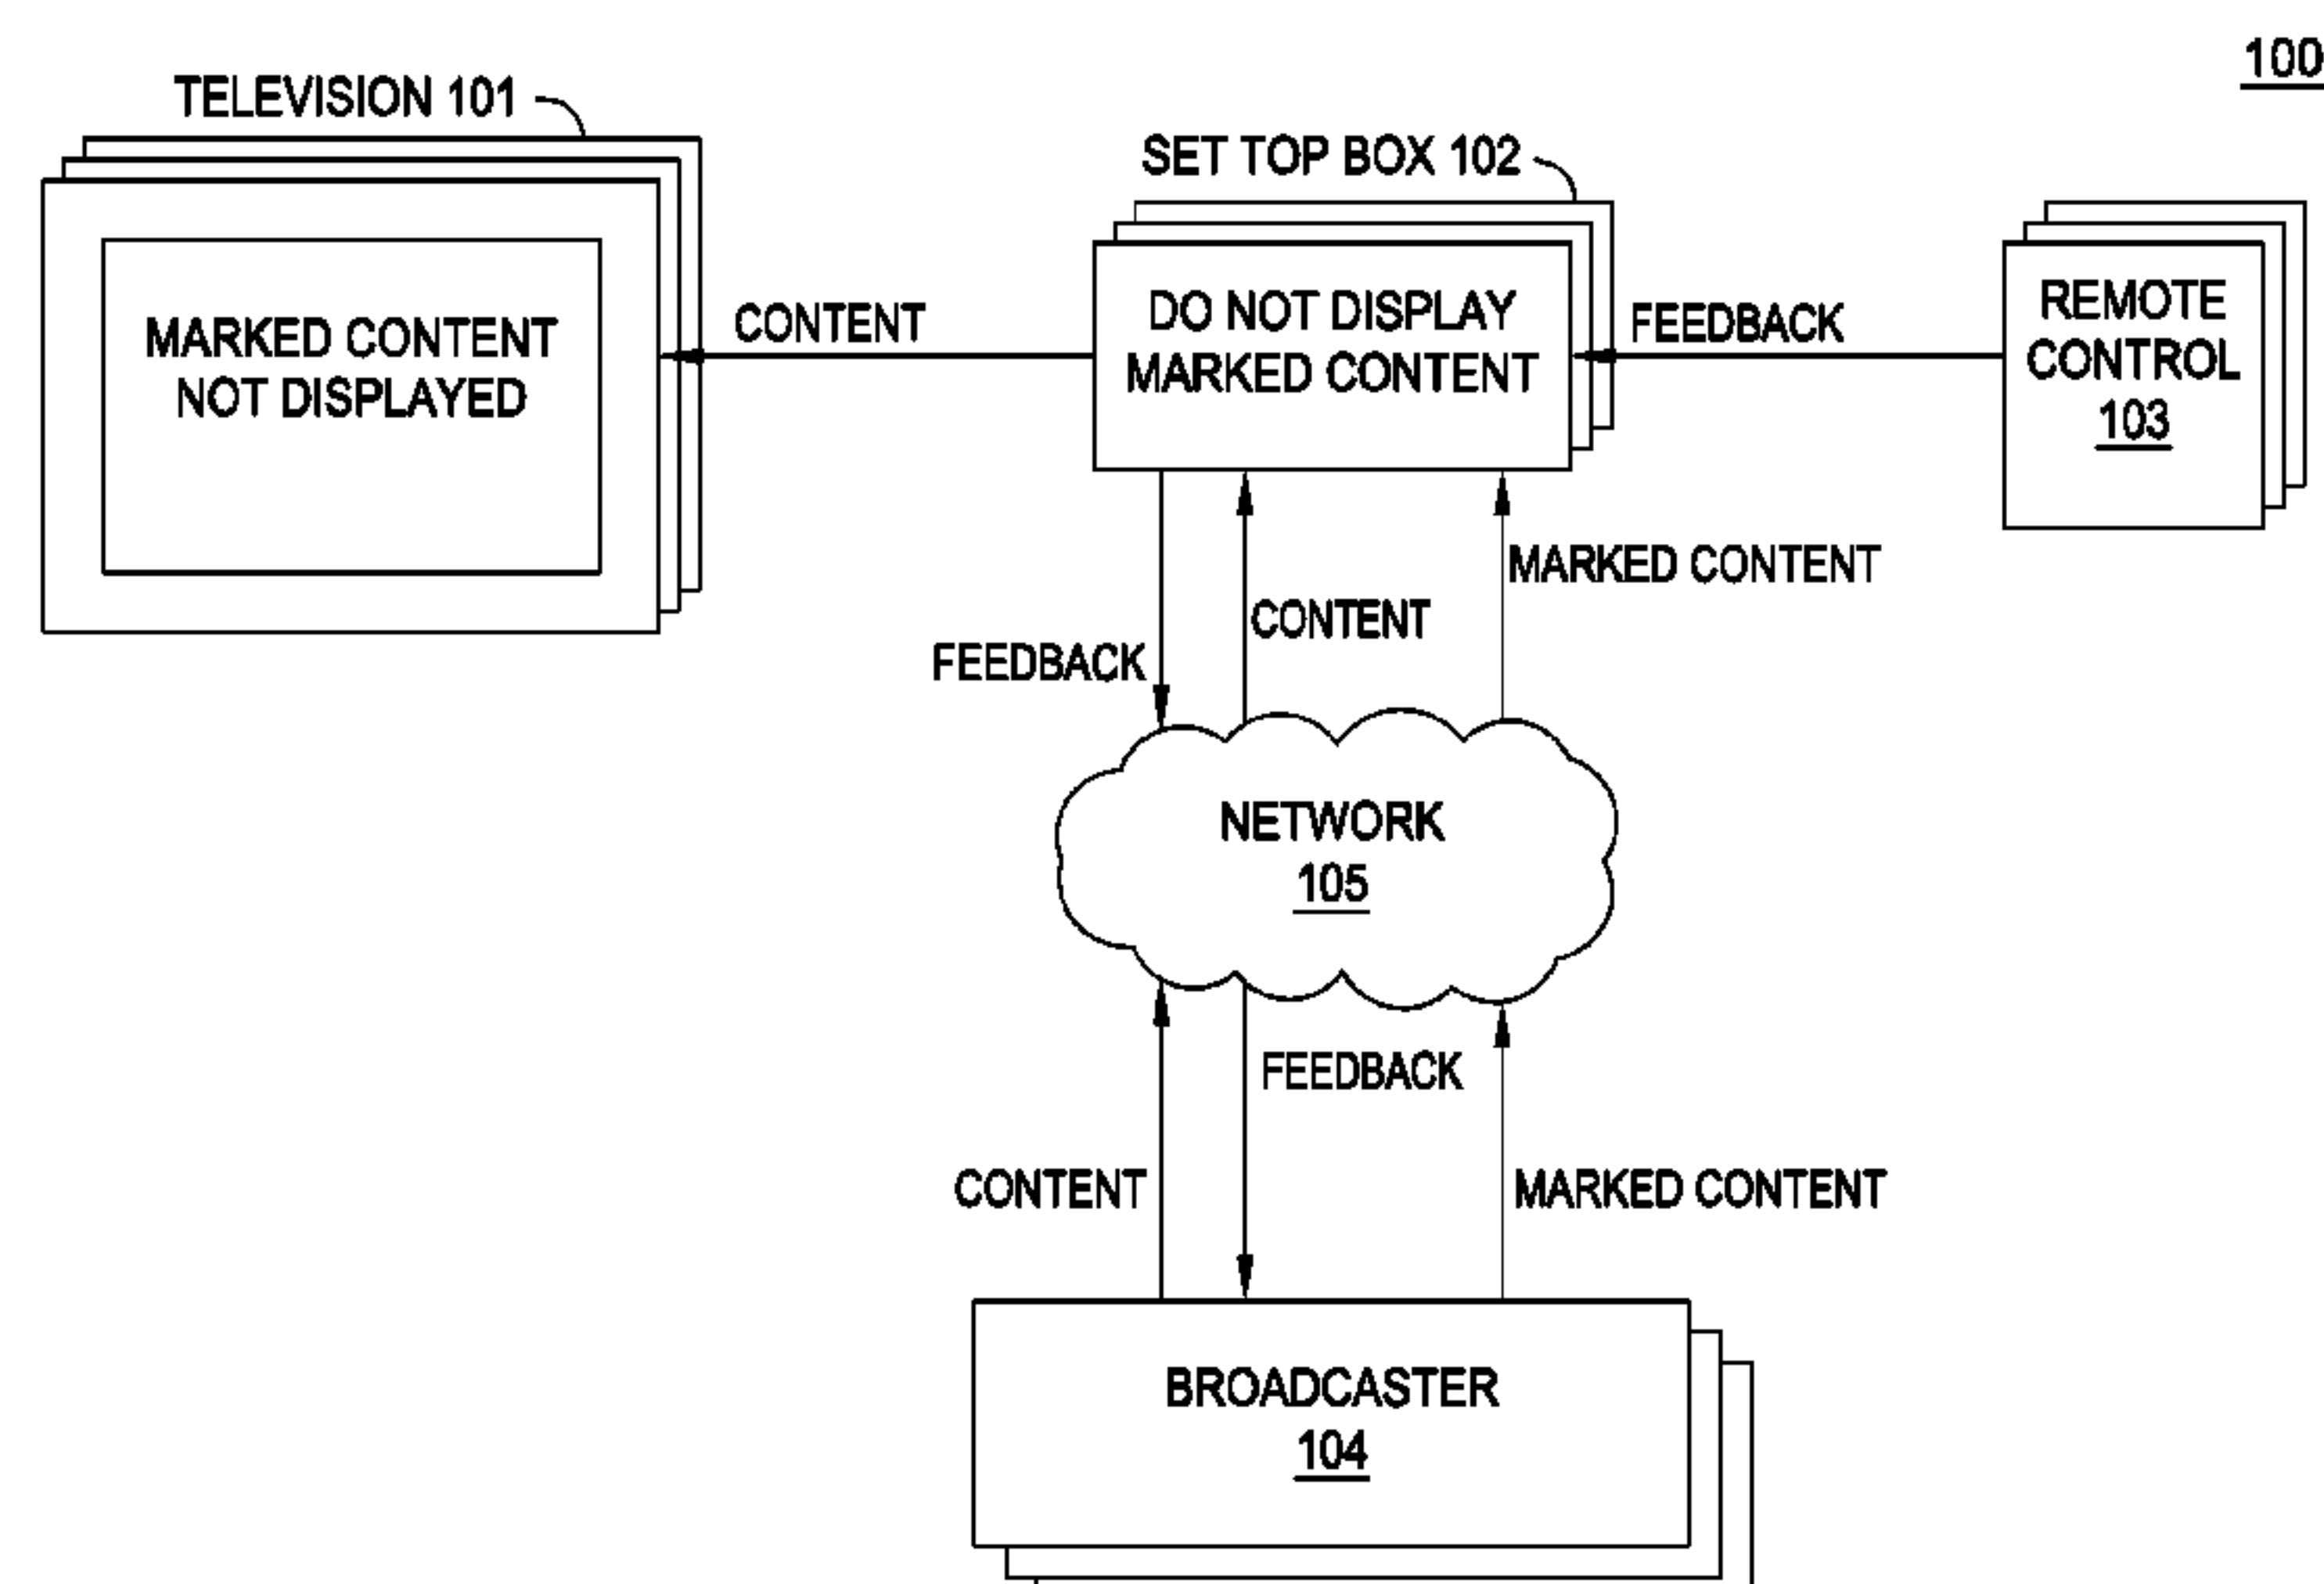 100
TELEVISION 101
SET TOP BOX 102
MARKED CONTENT
NOT DISPLAYED
CONTENT
DO NOT DISPLAY
MARKED CONTENT
FEEDBACK
REMOTE
CONTROL
103
MARKED CONTENT
CONTENT
FEEDBACK
NETWORK
105
FEEDBACK
CONTENT
MARKED CONTENT
BROADCASTER
104